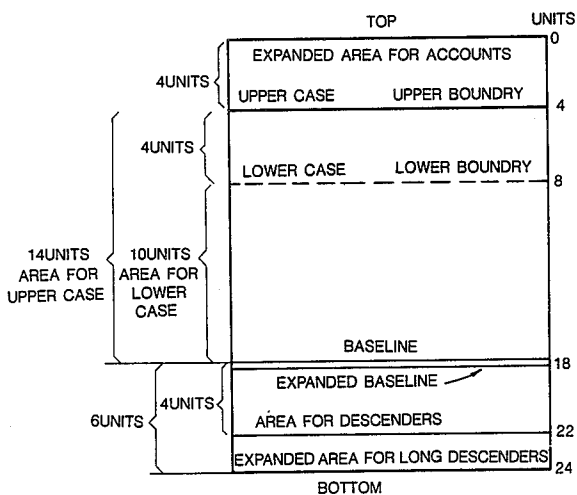 TOP
UNITS
0
EXPANDED AREA FOR ACCOUNTS
4UNITS
UPPER CASE UPPER BOUNDRY
4
4UNITS
LOWER CASE LOWER BOUNDRY
8
14UNITS
AREA FOR
UPPER CASE
10UNITS
AREA FOR
LOWER
CASE
BASELINE
18
EXPANDED BASELINE
4UNITS
6UNITS
AREA FOR DESCENDERS
22
EXPANDED AREA FOR LONG DESCENDERS
24
BOTTOM